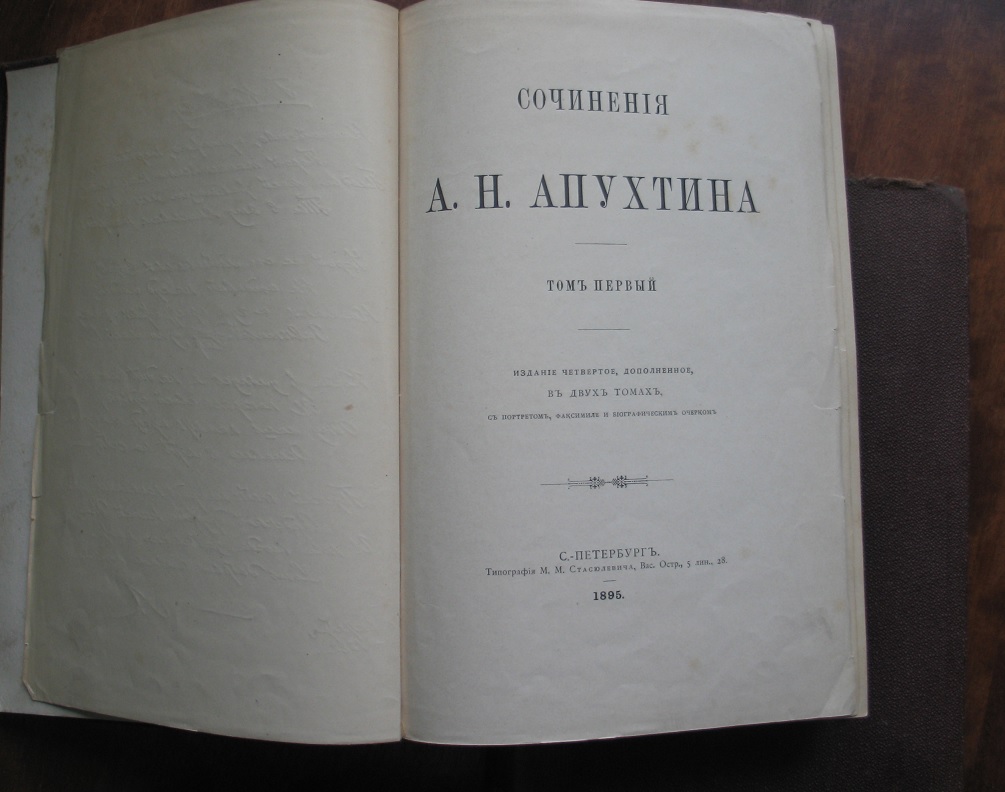 СОЧИНЕНІЯ
А. Н. АПУХТИНА
ТОМЪ ПЕРВЫЙ
ИЗДАНІЕ ЧЕТВЕРТОЕ, ДОПОЛНЕННОЕ,
ВЪ ДВУХЪ ТОМАХЪ,
СЪ ПОРТРЕТОМЪ, ФАКСИМИЛЕ И БІОГРАФИЧЕСКИМЪ ОЧЕРКОМЪ
С.-ПЕТЕРБУРГЪ.
Типографія М. М. Стасюлевича, Вас. Остр., 5 лин., 28.
1895.